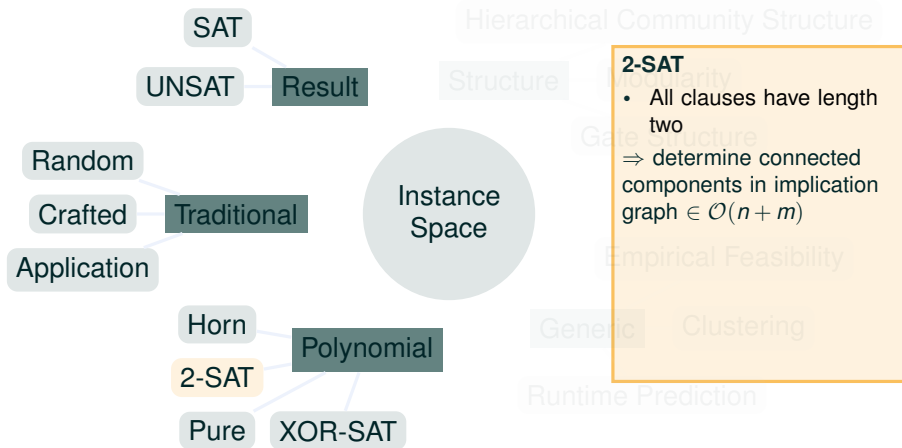 SAT
UNSAT
Result
Random
Crafted
Traditional
Application
Horn
Polynomial
2-SAT
Pure
XOR-SAT
Instance
Space
Hierarchical Community Structure
Structure
Modularity
Gate Structure
Empirical Feasibility
Generic
Clustering
Runtime Prediction
2-SAT
• All clauses have length
two
⇒ determine connected
components in implication
graph ∈ 𝒪(n + m)